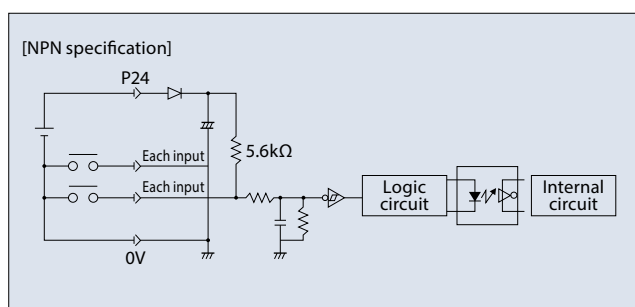 [NPN specification]
P24
Each input
5.6kΩ
Each input
Logic
circuit
Internal
circuit
0V